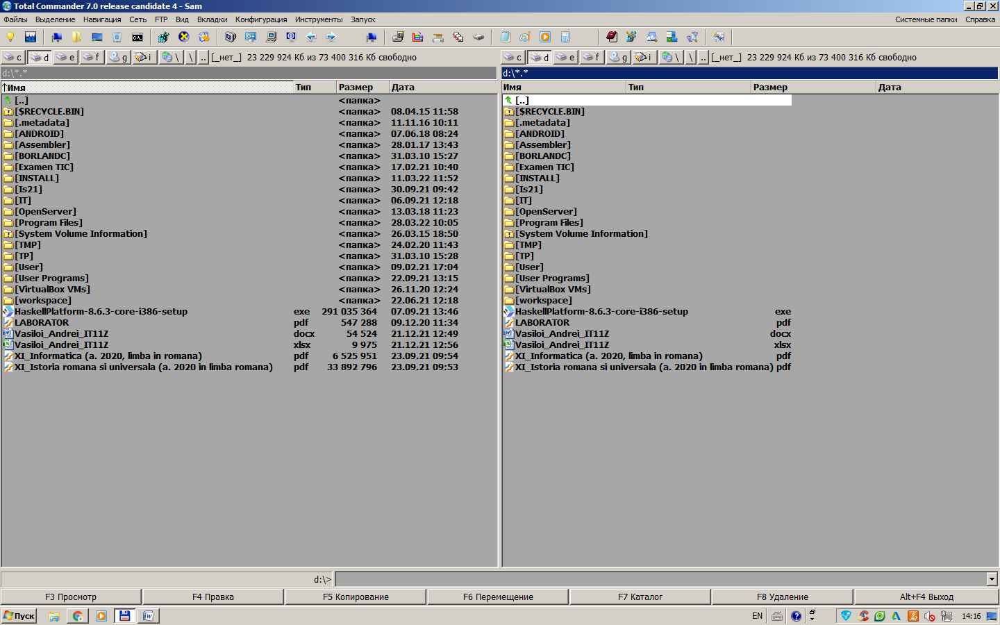 Total Commander 7.0 release candidate 4 - Sam
Файлы Выделение Навигация Сеть FTP Вид Вкладки Конфигурация Инструменты Запуск Системные папки Справка
c d e f g i \ \ .. [_нет_] 23 229 924 Кб из 73 400 316 Кб свободно
c d e f g i \ \ .. [_нет_] 23 229 924 Кб из 73 400 316 Кб свободно
d:\*.*
Имя Тип Размер Дата
[..] <папка>
[$RECYCLE.BIN] <папка> 08.04.15 11:58
[.metadata] <папка> 11.11.16 10:11
[ANDROID] <папка> 07.06.18 08:24
[Assembler] <папка> 28.01.17 13:43
[BORLANDC] <папка> 31.03.10 15:27
[Examen TIC] <папка> 17.02.21 10:40
[INSTALL] <папка> 11.03.22 11:52
[Is21] <папка> 30.09.21 09:42
[IT] <папка> 06.09.21 12:18
[OpenServer] <папка> 13.03.18 11:23
[Program Files] <папка> 28.03.22 10:05
[System Volume Information] <папка> 26.03.15 18:50
[TMP] <папка> 24.02.20 11:43
[TP] <папка> 31.03.10 15:28
[User] <папка> 09.02.21 17:04
[User Programs] <папка> 22.09.21 13:15
[VirtualBox VMs] <папка> 26.11.20 12:24
[workspace] <папка> 22.06.21 12:18
HaskellPlatform-8.6.3-core-i386-setup exe 291 035 364 07.09.21 13:46
LABORATOR pdf 547 288 09.12.20 11:34
Vasiloi_Andrei_IT11Z docx 54 524 21.12.21 12:49
Vasiloi_Andrei_IT11Z xlsx 9 975 21.12.21 12:56
XI_Informatica (a. 2020, limba in romana) pdf 6 525 951 23.09.21 09:54
XI_Istoria romana si universala (a. 2020 in limba romana) pdf 33 892 796 23.09.21 09:53
d:\*.*
Имя Тип Размер Дата
[..]
[$RECYCLE.BIN]
[.metadata]
[ANDROID]
[Assembler]
[BORLANDC]
[Examen TIC]
[INSTALL]
[Is21]
[IT]
[OpenServer]
[Program Files]
[System Volume Information]
[TMP]
[TP]
[User]
[User Programs]
[VirtualBox VMs]
[workspace]
HaskellPlatform-8.6.3-core-i386-setup exe
LABORATOR pdf
Vasiloi_Andrei_IT11Z docx
Vasiloi_Andrei_IT11Z xlsx
XI_Informatica (a. 2020, limba in romana) pdf
XI_Istoria romana si universala (a. 2020 in limba romana) pdf
d:\>
F3 Просмотр F4 Правка F5 Копирование F6 Перемещение F7 Каталог F8 Удаление Alt+F4 Выход
Пуск EN 14:16